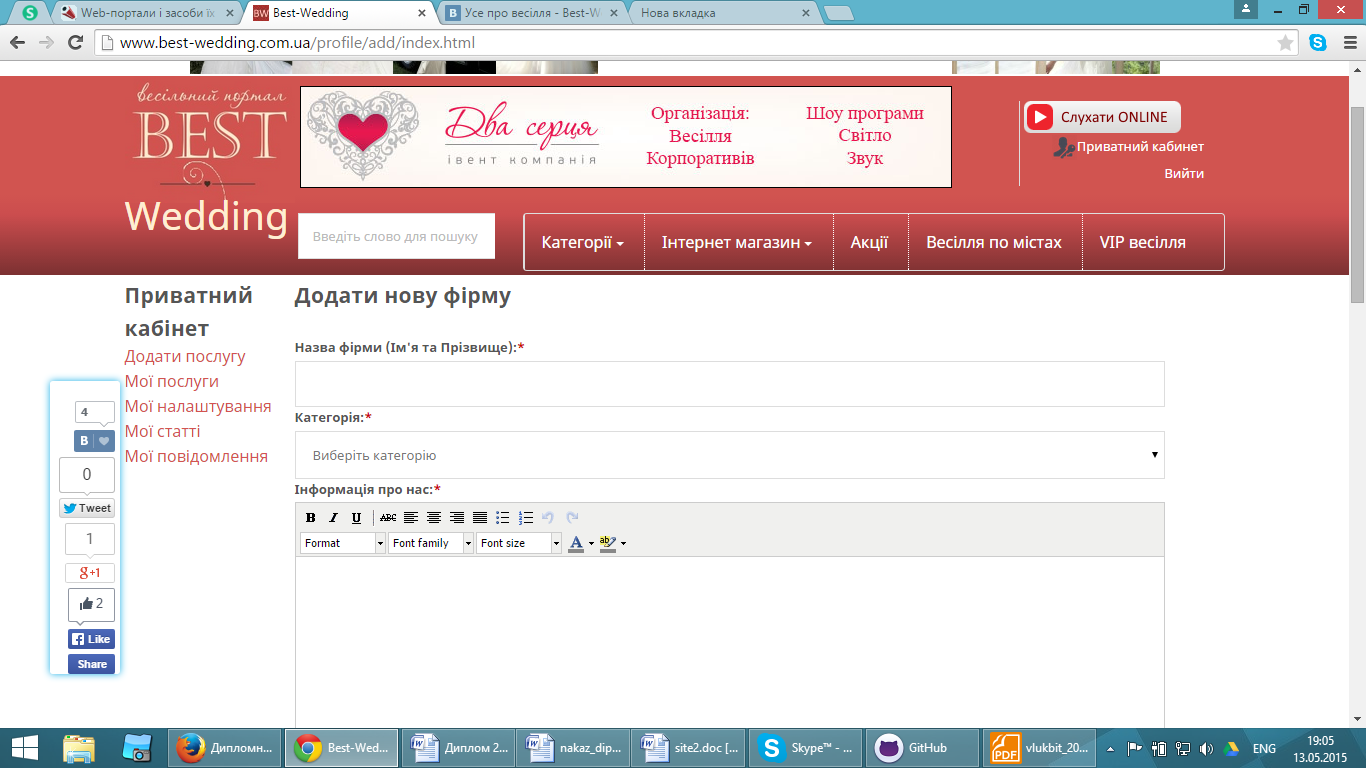 Web-портали і засоби їх
Best-Wedding
Усе про весілля - Best-W
Нова вкладка
www.best-wedding.com.ua/profile/add/index.html
весільний портал
BEST
Wedding
Два серця
івент компанія
Організація:
Весілля
Корпоративів
Шоу програми
Світло
Звук
Слухати ONLINE
Приватний кабинет
Вийти
Введіть слово для пошуку
Категорії
Інтернет магазин
Акції
Весілля по містах
VIP весілля
Приватний
кабінет
Додати послугу
Мої послуги
Мої налаштування
Мої статті
Мої повідомлення
Додати нову фірму
Назва фірми (Ім'я та Прізвище):*
Категорія:*
Виберіть категорію
Інформація про нас:*
B I U ABC
Format
Font family
Font size
A
ab
4
B
0
Tweet
1
g+1
2
Like
Share
Дипломн...
Best-Wed...
Диплом 2...
nakaz_dip...
site2.doc [...
Skype™ - ...
GitHub
PDF
vlukbit_20...
ENG
19:05
13.05.2015